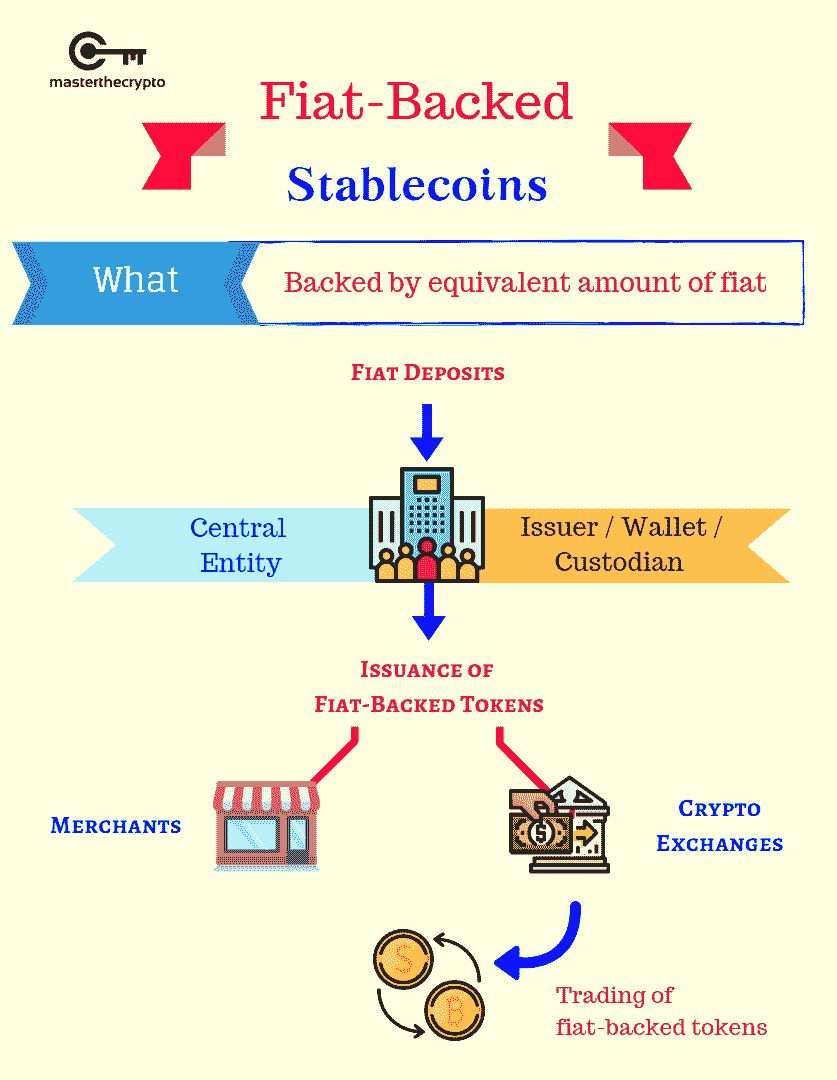 masterthecrypto
Fiat-Backed
Stablecoins
What
Backed by equivalent amount of fiat
Fiat Deposits
Central
Entity
Issuer / Wallet /
Custodian
Issuance of
Fiat-Backed Tokens
Merchants
Crypto
Exchanges
$
S
B
Trading of
fiat-backed tokens